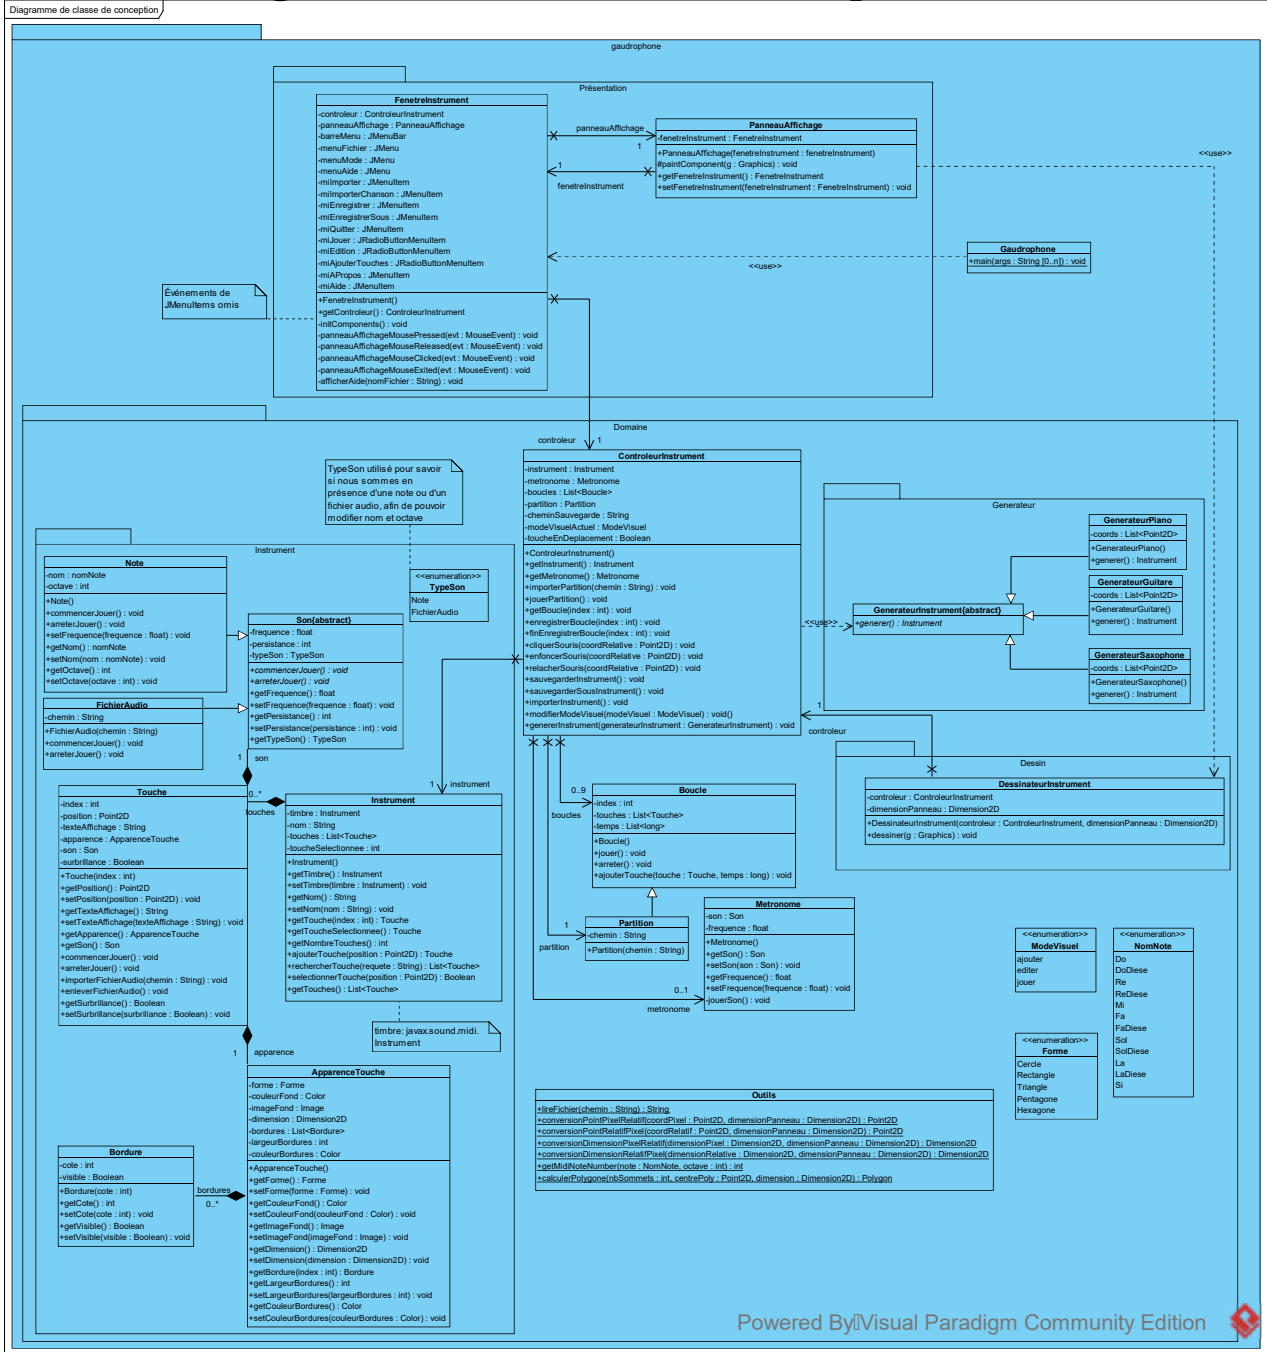 Diagramme de classe de conception
gaudrophone
Présentation
FenetreInstrument
-controleur : ControleurInstrument
-panneauAffichage : PanneauAffichage
-barreMenu : JMenuBar
-menuFichier : JMenu
-menuMode : JMenu
-menuAide : JMenu
-miImporter : JMenuItem
-miImporterChanson : JMenuItem
-miEnregistrer : JMenuItem
-miEnregistrerSous : JMenuItem
-miQuitter : JMenuItem
-miJouer : JRadioButtonMenuItem
-miEdition : JRadioButtonMenuItem
-miAjouterTouches : JRadioButtonMenuItem
-miAPropos : JMenuItem
-miAide : JMenuItem
+FenetreInstrument()
+getControleur() : ControleurInstrument
-initComponents() : void
-panneauAffichageMousePressed(evt : MouseEvent) : void
-panneauAffichageMouseReleased(evt : MouseEvent) : void
-panneauAffichageMouseClicked(evt : MouseEvent) : void
-panneauAffichageMouseExited(evt : MouseEvent) : void
-afficherAide(nomFichier : String) : void
panneauAffichage
1
1
fenetreInstrument
PanneauAffichage
-fenetreInstrument : FenetreInstrument
+PanneauAffichage(fenetreInstrument : fenetreInstrument)
#paintComponent(g : Graphics) : void
+getFenetreInstrument() : FenetreInstrument
+setFenetreInstrument(fenetreInstrument : FenetreInstrument) : void
<<use>>
Gaudrophone
+main(args : String [0..n]) : void
<<use>>
Événements de
JMenuItems omis
Domaine
controleur
1
ControleurInstrument
-instrument : Instrument
-metronome : Metronome
-boucles : List<Boucle>
-partition : Partition
-cheminSauvegarde : String
-modeVisuelActuel : ModeVisuel
-toucheEnDeplacement : Boolean
+ControleurInstrument()
+getInstrument() : Instrument
+getMetronome() : Metronome
+importerPartition(chemin : String) : void
+jouerPartition() : void
+getBoucle(index : int) : void
+enregistrerBoucle(index : int) : void
+finEnregistrerBoucle(index : int) : void
+cliquerSouris(coordRelative : Point2D) : void
+enfoncerSouris(coordRelative : Point2D) : void
+relacherSouris(coordRelative : Point2D) : void
+sauvegarderInstrument() : void
+sauvegarderSousInstrument() : void
+importerInstrument() : void
+modifierModeVisuel(modeVisuel : ModeVisuel) : void()
+genererInstrument(generateurInstrument : GenerateurInstrument) : void
TypeSon utilisé pour savoir
si nous sommes en
présence d'une note ou d'un
fichier audio, afin de pouvoir
modifier nom et octave
<<enumeration>>
TypeSon
Note
FichierAudio
Instrument
Note
-nom : nomNote
-octave : int
+Note()
+commencerJouer() : void
+arreterJouer() : void
+setFrequence(frequence : float) : void
+getNom() : nomNote
+setNom(nom : nomNote) : void
+getOctave() : int
+setOctave(octave : int) : void
FichierAudio
-chemin : String
+FichierAudio(chemin : String)
+commencerJouer() : void
+arreterJouer() : void
Son{abstract}
-frequence : float
-persistance : int
-typeSon : TypeSon
+commencerJouer() : void
+arreterJouer() : void
+getFrequence() : float
+setFrequence(frequence : float) : void
+getPersistance() : int
+setPersistance(persistance : int) : void
+getTypeSon() : TypeSon
1
son
Touche
-index : int
-position : Point2D
-texteAffichage : String
-apparence : ApparenceTouche
-son : Son
-surbrillance : Boolean
+Touche(index : int)
+getPosition() : Point2D
+setPosition(position : Point2D) : void
+getTexteAffichage() : String
+setTexteAffichage(texteAffichage : String) : void
+getApparence() : ApparenceTouche
+getSon() : Son
+commencerJouer() : void
+arreterJouer() : void
+importerFichierAudio(chemin : String) : void
+enleverFichierAudio() : void
+getSurbrillance() : Boolean
+setSurbrillance(surbrillance : Boolean) : void
0..*
touches
1
instrument
Instrument
-timbre : Instrument
-nom : String
-touches : List<Touche>
-toucheSelectionnee : int
+Instrument()
+getTimbre() : Instrument
+setTimbre(timbre : Instrument) : void
+getNom() : String
+setNom(nom : String) : void
+getTouche(index : int) : Touche
+getToucheSelectionnee() : Touche
+getNombreTouches() : int
+ajouterTouche(position : Point2D) : Touche
+rechercherTouche(requete : String) : List<Touche>
+selectionnerTouche(position : Point2D) : Boolean
+getTouches() : List<Touche>
timbre: javax.sound.midi.
Instrument
1
apparence
ApparenceTouche
-forme : Forme
-couleurFond : Color
-imageFond : Image
-dimension : Dimension2D
-bordures : List<Bordure>
-largeurBordures : int
-couleurBordures : Color
+ApparenceTouche()
+getForme() : Forme
+setForme(forme : Forme) : void
+getCouleurFond() : Color
+setCouleurFond(couleurFond : Color) : void
+getImageFond() : Image
+setImageFond(imageFond : Image) : void
+getDimension() : Dimension2D
+setDimension(dimension : Dimension2D) : void
+getBordure(index : int) : Bordure
+getLargeurBordures() : int
+setLargeurBordures(largeurBordures : int) : void
+getCouleurBordures() : Color
+setCouleurBordures(couleurBordures : Color) : void
Bordure
-cote : int
-visible : Boolean
+Bordure(cote : int)
+getCote() : int
+setCote(cote : int) : void
+getVisible() : Boolean
+setVisible(visible : Boolean) : void
bordures
0..*
Generateur
GenerateurPiano
-coords : List<Point2D>
+GenerateurPiano()
+generer() : Instrument
GenerateurGuitare
-coords : List<Point2D>
+GenerateurGuitare()
+generer() : Instrument
GenerateurSaxophone
-coords : List<Point2D>
+GenerateurSaxophone()
+generer() : Instrument
GenerateurInstrument{abstract}
+generer() : Instrument
<<use>>
1
controleur
Dessin
DessinateurInstrument
-controleur : ControleurInstrument
-dimensionPanneau : Dimension2D
+DessinateurInstrument(controleur : ControleurInstrument, dimensionPanneau : Dimension2D)
+dessiner(g : Graphics) : void
0..9
boucles
Boucle
-index : int
-touches : List<Touche>
-temps : List<long>
+Boucle()
+jouer() : void
+arreter() : void
+ajouterTouche(touche : Touche, temps : long) : void
1
partition
Partition
-chemin : String
+Partition(chemin : String)
0..1
metronome
Metronome
-son : Son
-frequence : float
+Metronome()
+getSon() : Son
+setSon(son : Son) : void
+getFrequence() : float
+setFrequence(frequence : float) : void
-jouerSon() : void
<<enumeration>>
ModeVisuel
ajouter
editer
jouer
<<enumeration>>
NomNote
Do
DoDiese
Re
ReDiese
Mi
Fa
FaDiese
Sol
SolDiese
La
LaDiese
Si
<<enumeration>>
Forme
Cercle
Rectangle
Triangle
Pentagone
Hexagone
Outils
+lireFichier(chemin : String) : String
+conversionPointPixelRelatif(coordPixel : Point2D, dimensionPanneau : Dimension2D) : Point2D
+conversionPointRelatifPixel(coordRelatif : Point2D, dimensionPanneau : Dimension2D) : Point2D
+conversionDimensionPixelRelatif(dimensionPixel : Dimension2D, dimensionPanneau : Dimension2D) : Dimension2D
+conversionDimensionRelatifPixel(dimensionRelative : Dimension2D, dimensionPanneau : Dimension2D) : Dimension2D
+getMidiNoteNumber(note : NomNote, octave : int) : int
+calculerPolygone(nbSommets : int, centrePoly : Point2D, dimension : Dimension2D) : Polygon
Powered By Visual Paradigm Community Edition